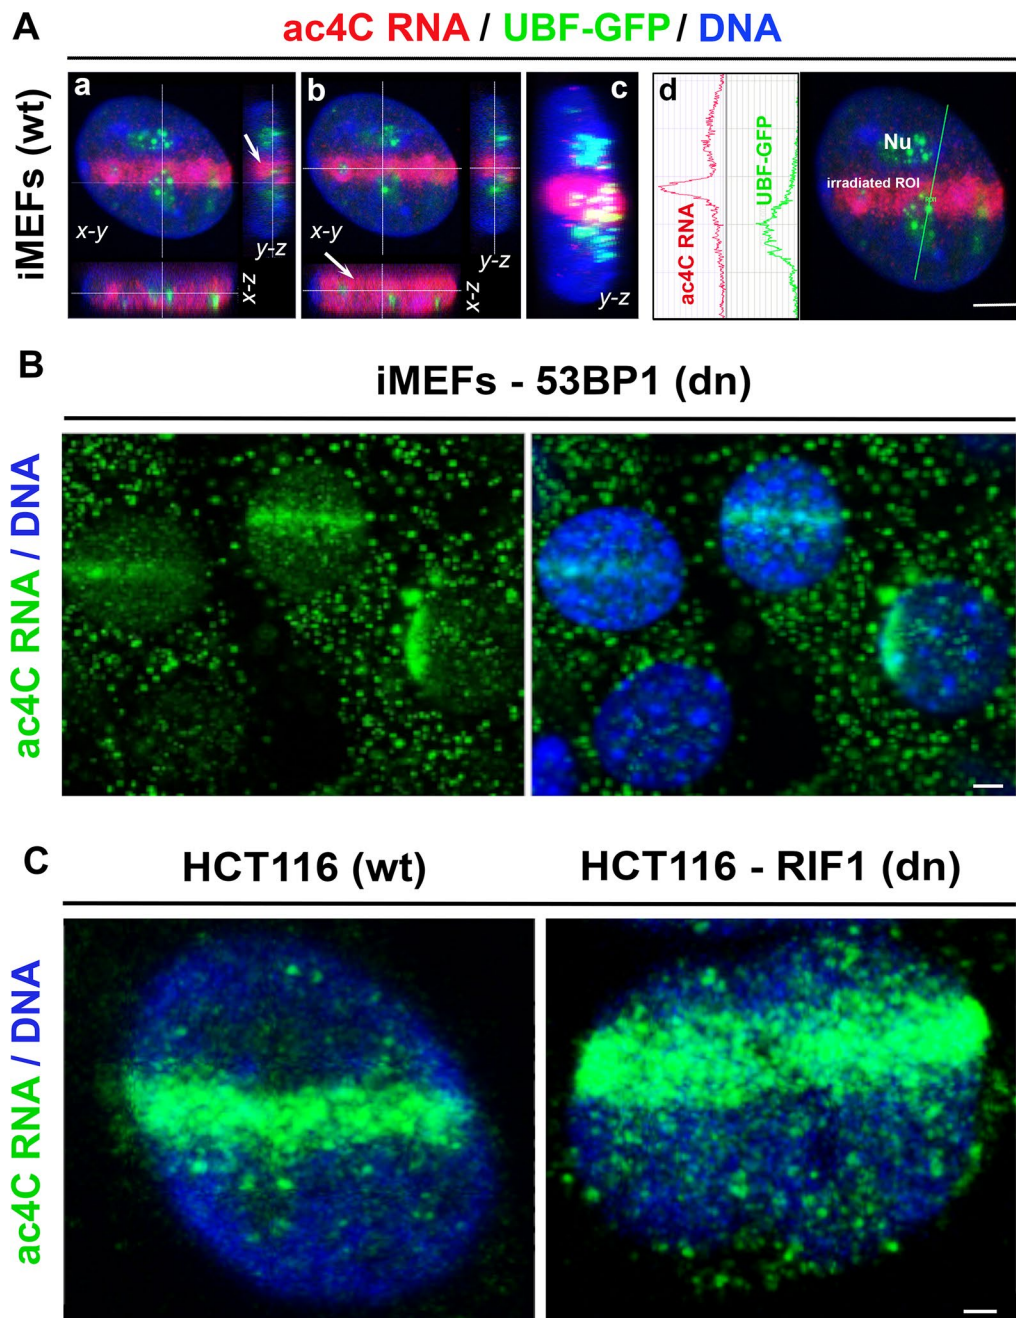 A
ac4C RNA / UBF-GFP / DNA
iMEFs (wt)
a
x-y
y-z
x-z
b
x-y
y-z
x-z
c
y-z
d
ac4C RNA
UBF-GFP
Nu
irradiated ROI
B
iMEFs - 53BP1 (dn)
ac4C RNA / DNA
C
HCT116 (wt)
HCT116 - RIF1 (dn)
ac4C RNA / DNA